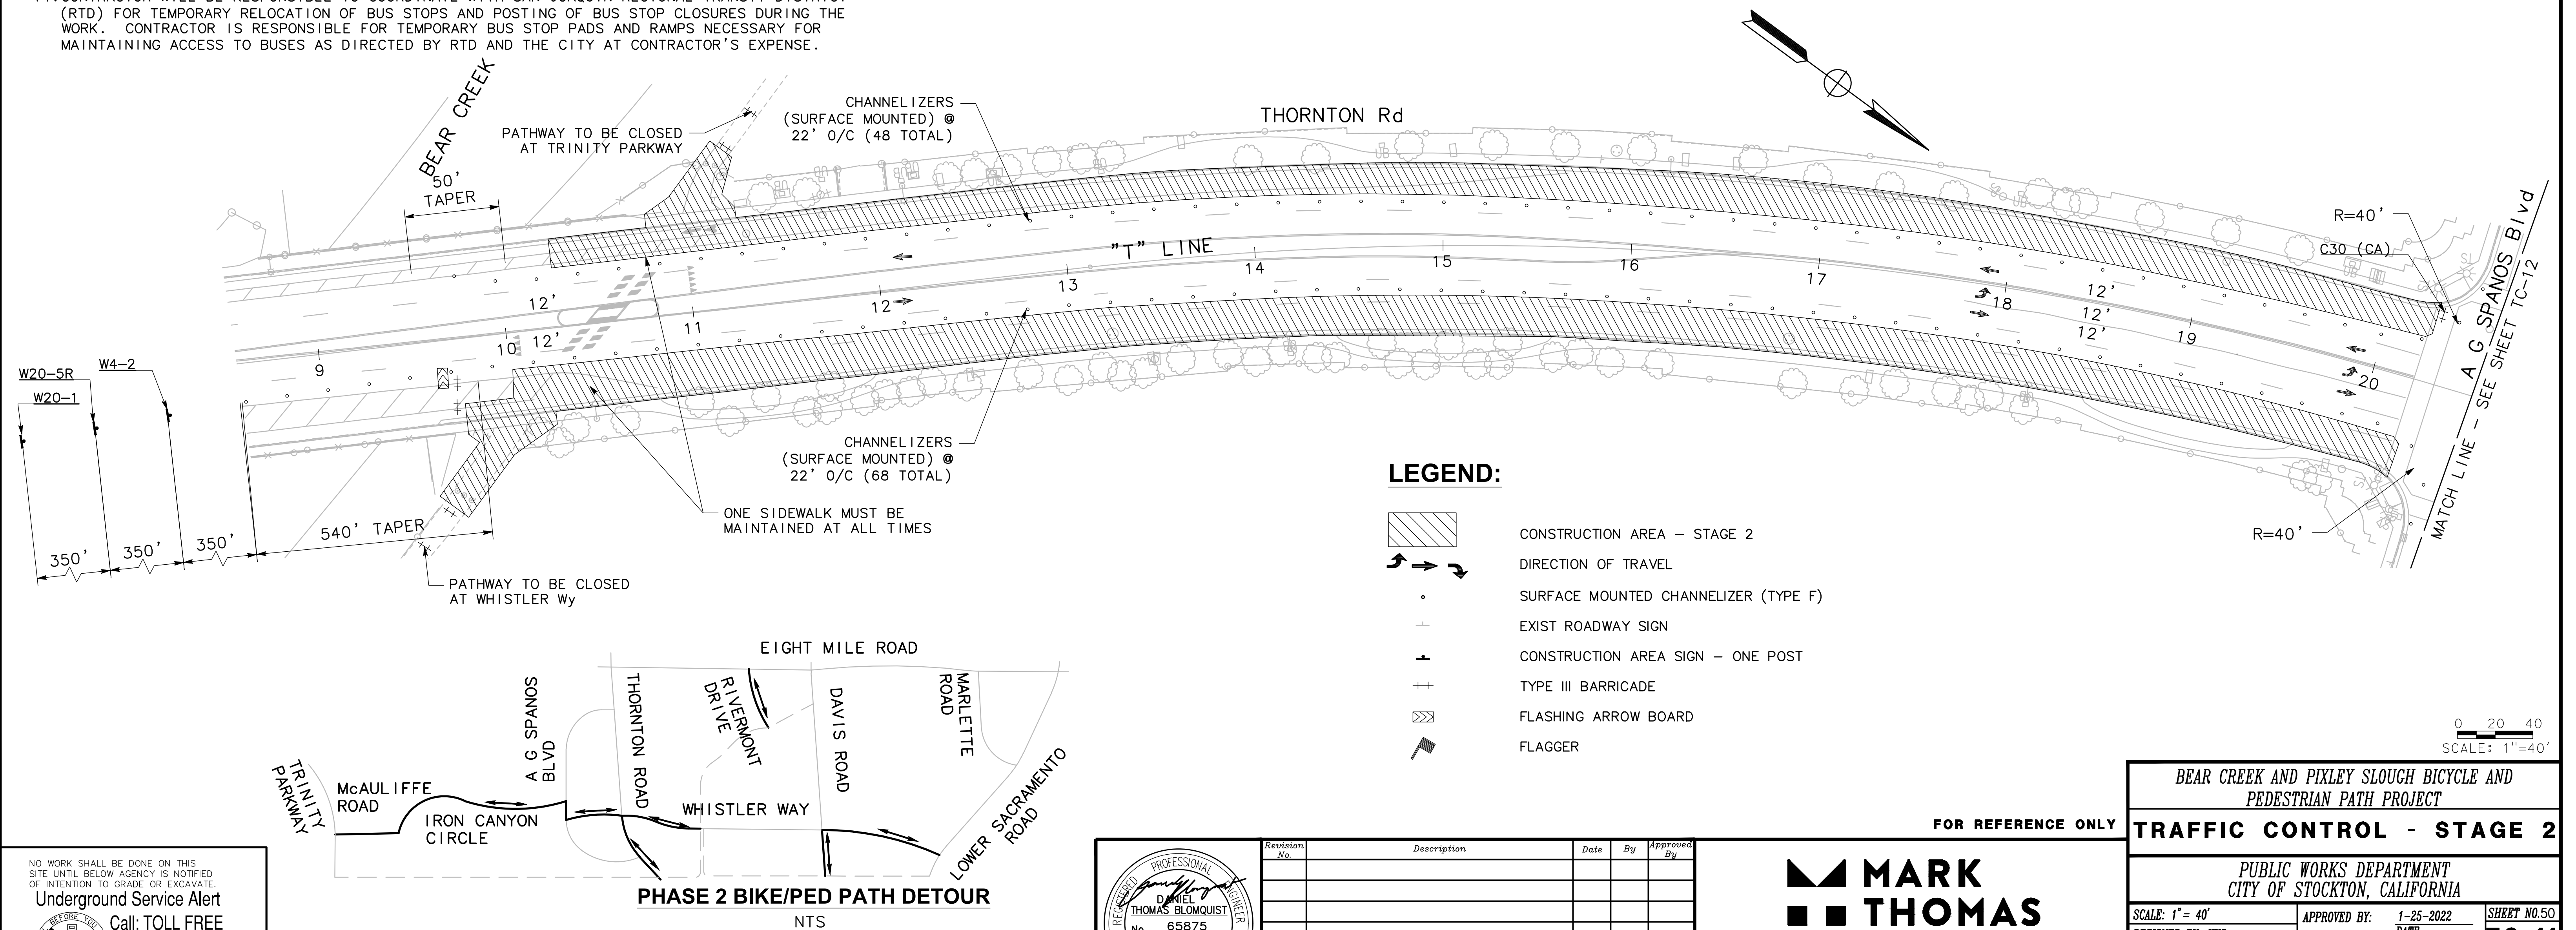 (RTD) FOR TEMPORARY RELOCATION OF BUS STOPS AND POSTING OF BUS STOP CLOSURES DURING THE
WORK. CONTRACTOR IS RESPONSIBLE FOR TEMPORARY BUS STOP PADS AND RAMPS NECESSARY FOR
MAINTAINING ACCESS TO BUSES AS DIRECTED BY RTD AND THE CITY AT CONTRACTOR'S EXPENSE.
BEAR CREEK
50'
TAPER
PATHWAY TO BE CLOSED
AT TRINITY PARKWAY
CHANNELIZERS
(SURFACE MOUNTED) @
22' O/C (48 TOTAL)
THORNTON Rd
"T" LINE
R=40'
C30 (CA)
A G SPANOS Blvd
MATCH LINE - SEE SHEET TC-12
12'
12'
9
10
11
12
13
14
15
16
17
18
19
20
12'
12'
12'
W20-5R
W20-1
W4-2
350'
350'
350'
540' TAPER
PATHWAY TO BE CLOSED
AT WHISTLER Wy
CHANNELIZERS
(SURFACE MOUNTED) @
22' O/C (68 TOTAL)
ONE SIDEWALK MUST BE
MAINTAINED AT ALL TIMES
R=40'
LEGEND:
CONSTRUCTION AREA – STAGE 2
DIRECTION OF TRAVEL
SURFACE MOUNTED CHANNELIZER (TYPE F)
EXIST ROADWAY SIGN
CONSTRUCTION AREA SIGN – ONE POST
TYPE III BARRICADE
FLASHING ARROW BOARD
FLAGGER
EIGHT MILE ROAD
A G SPANOS
BLVD
THORNTON ROAD
RIVERMONT
DRIVE
DAVIS ROAD
MARLETTE
ROAD
TRINITY
PARKWAY
McAULIFFE
ROAD
IRON CANYON
CIRCLE
WHISTLER WAY
LOWER SACRAMENTO
ROAD
PHASE 2 BIKE/PED PATH DETOUR
NTS
0 20 40
SCALE: 1"=40'
NO WORK SHALL BE DONE ON THIS
SITE UNTIL BELOW AGENCY IS NOTIFIED
OF INTENTION TO GRADE OR EXCAVATE.
Underground Service Alert
Call: TOLL FREE
BEFORE YOU
REGISTERED PROFESSIONAL ENGINEER
DANIEL
THOMAS BLOMQUIST
No. 65875
Revision No.
Description
Date
By
Approved By
FOR REFERENCE ONLY
MARK
THOMAS
BEAR CREEK AND PIXLEY SLOUGH BICYCLE AND
PEDESTRIAN PATH PROJECT
TRAFFIC CONTROL - STAGE 2
PUBLIC WORKS DEPARTMENT
CITY OF STOCKTON, CALIFORNIA
SCALE: 1" = 40'
APPROVED BY: 1-25-2022
SHEET NO.50